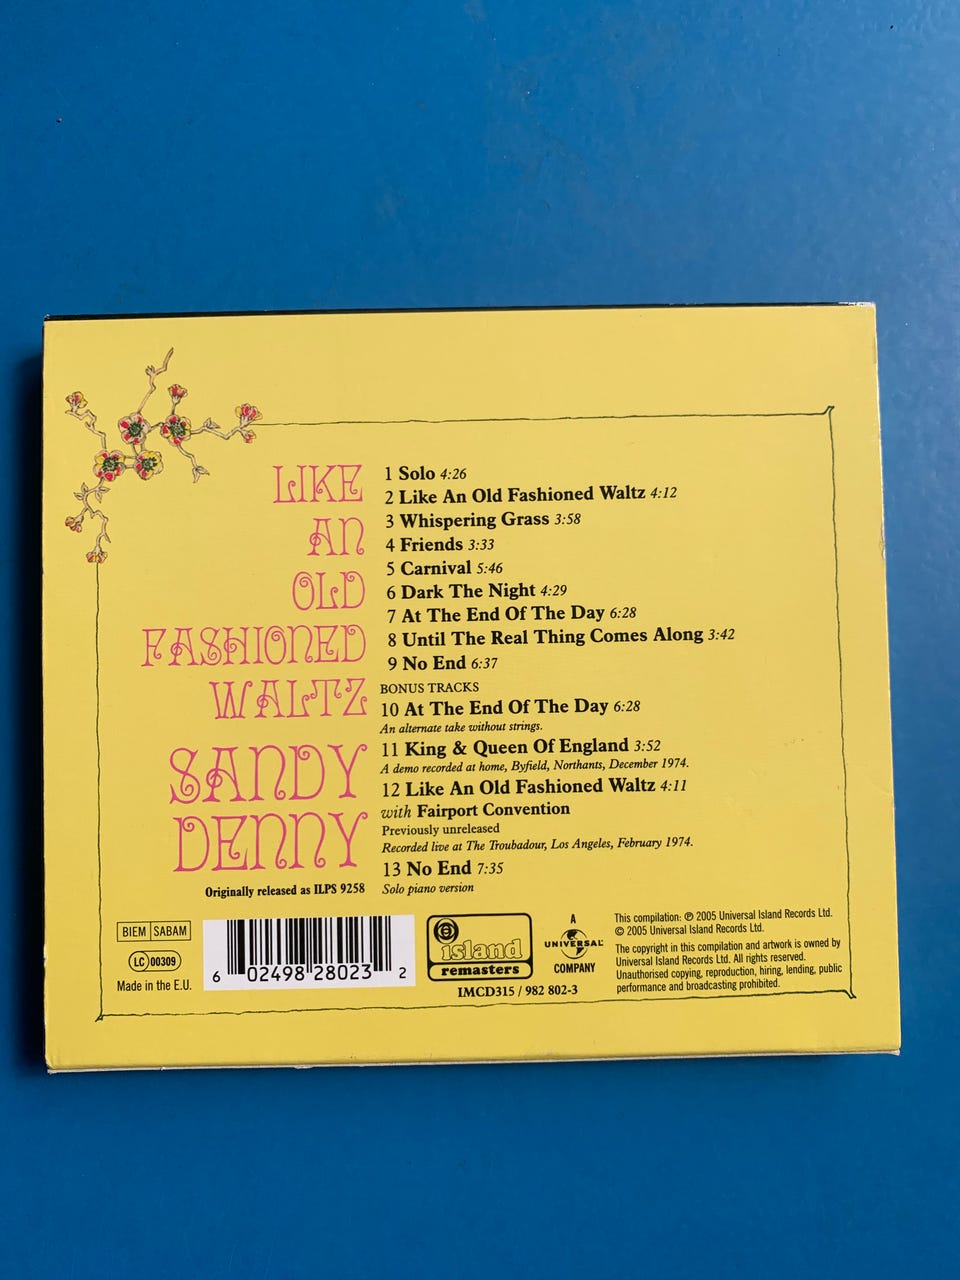 LIKE
AN
OLD
FASHIONED
WALTZ
SANDY
DENNY
Originally released as ILPS 9258
1 Solo 4:26
2 Like An Old Fashioned Waltz 4:12
3 Whispering Grass 3:58
4 Friends 3:33
5 Carnival 5:46
6 Dark The Night 4:29
7 At The End Of The Day 6:28
8 Until The Real Thing Comes Along 3:42
9 No End 6:37
BONUS TRACKS
10 At The End Of The Day 6:28
An alternate take without strings.
11 King & Queen Of England 3:52
A demo recorded at home, Byfield, Northants, December 1974.
12 Like An Old Fashioned Waltz 4:11
with Fairport Convention
Previously unreleased
Recorded live at The Troubadour, Los Angeles, February 1974.
13 No End 7:35
Solo piano version
BIEM SABAM
LC 00309
Made in the E.U.
6 02498 28023 2
island
remasters
IMCD315 / 982 802-3
A
UNIVERSAL
COMPANY
This compilation: ℗ 2005 Universal Island Records Ltd.
© 2005 Universal Island Records Ltd.
The copyright in this compilation and artwork is owned by
Universal Island Records Ltd. All rights reserved.
Unauthorised copying, reproduction, hiring, lending, public
performance and broadcasting prohibited.